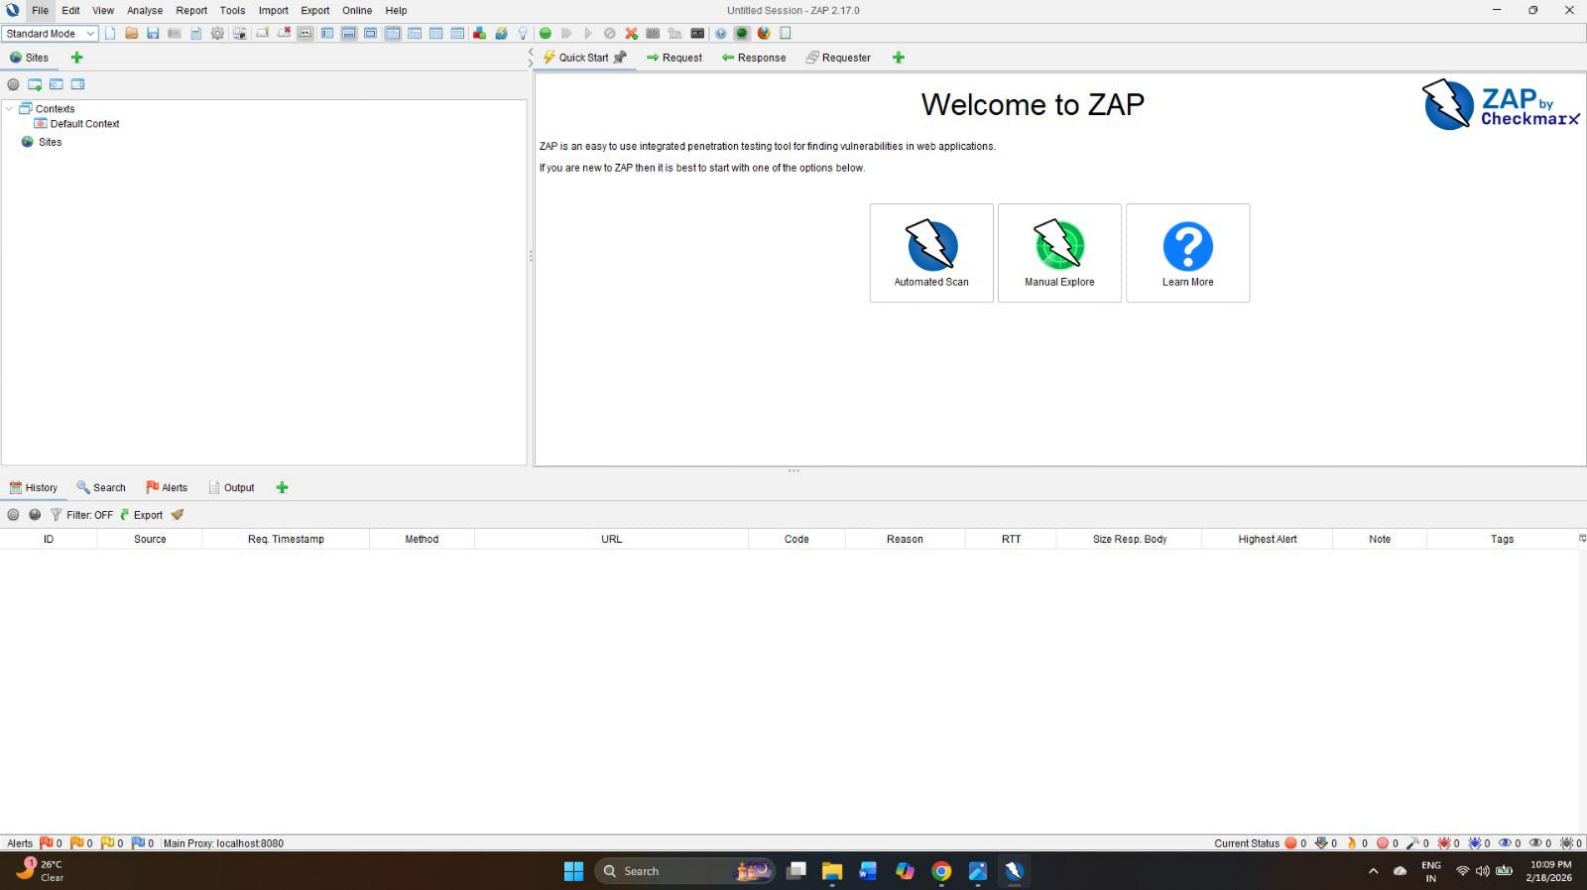 File Edit View Analyse Report Tools Import Export Online Help Untitled Session - ZAP 2.17.0
Standard Mode
Sites
Quick Start Request Response Requester
Contexts
Default Context
Sites
Welcome to ZAP
ZAP by
Checkmarx
ZAP is an easy to use integrated penetration testing tool for finding vulnerabilities in web applications.
If you are new to ZAP then it is best to start with one of the options below.
Automated Scan Manual Explore Learn More
History Search Alerts Output
Filter: OFF Export
ID Source Req. Timestamp Method URL Code Reason RTT Size Resp. Body Highest Alert Note Tags
Alerts 0 0 0 0 Main Proxy: localhost:8080 Current Status 0 0 0 0 0 0 0 0 0 0
1 26°C
Clear
Search
ENG
IN
10:09 PM
2/18/2026